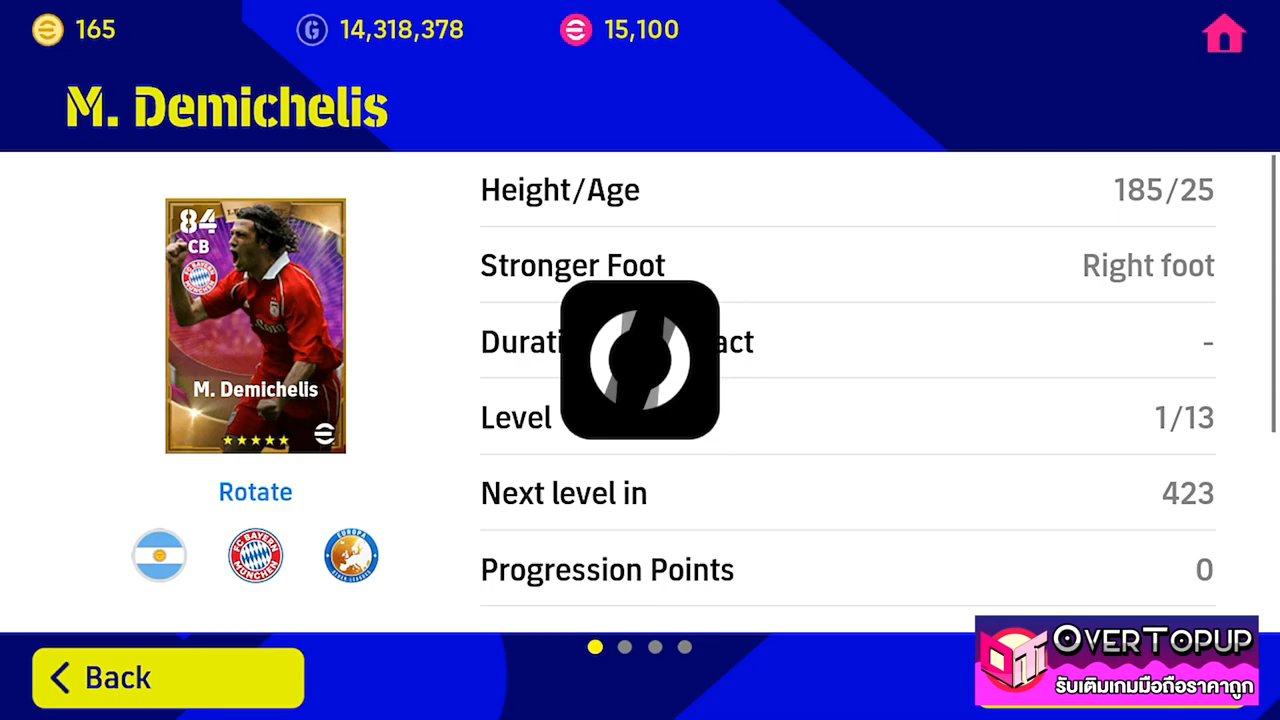 165
14,318,378
15,100
M. Demichelis
84
CB
M. Demichelis
Rotate
Height/Age 185/25
Stronger Foot Right foot
act -
Level 1/13
Next level in 423
Progression Points 0
Back
OVERTOPUP
รับเติมเกมมือถือราคาถูก